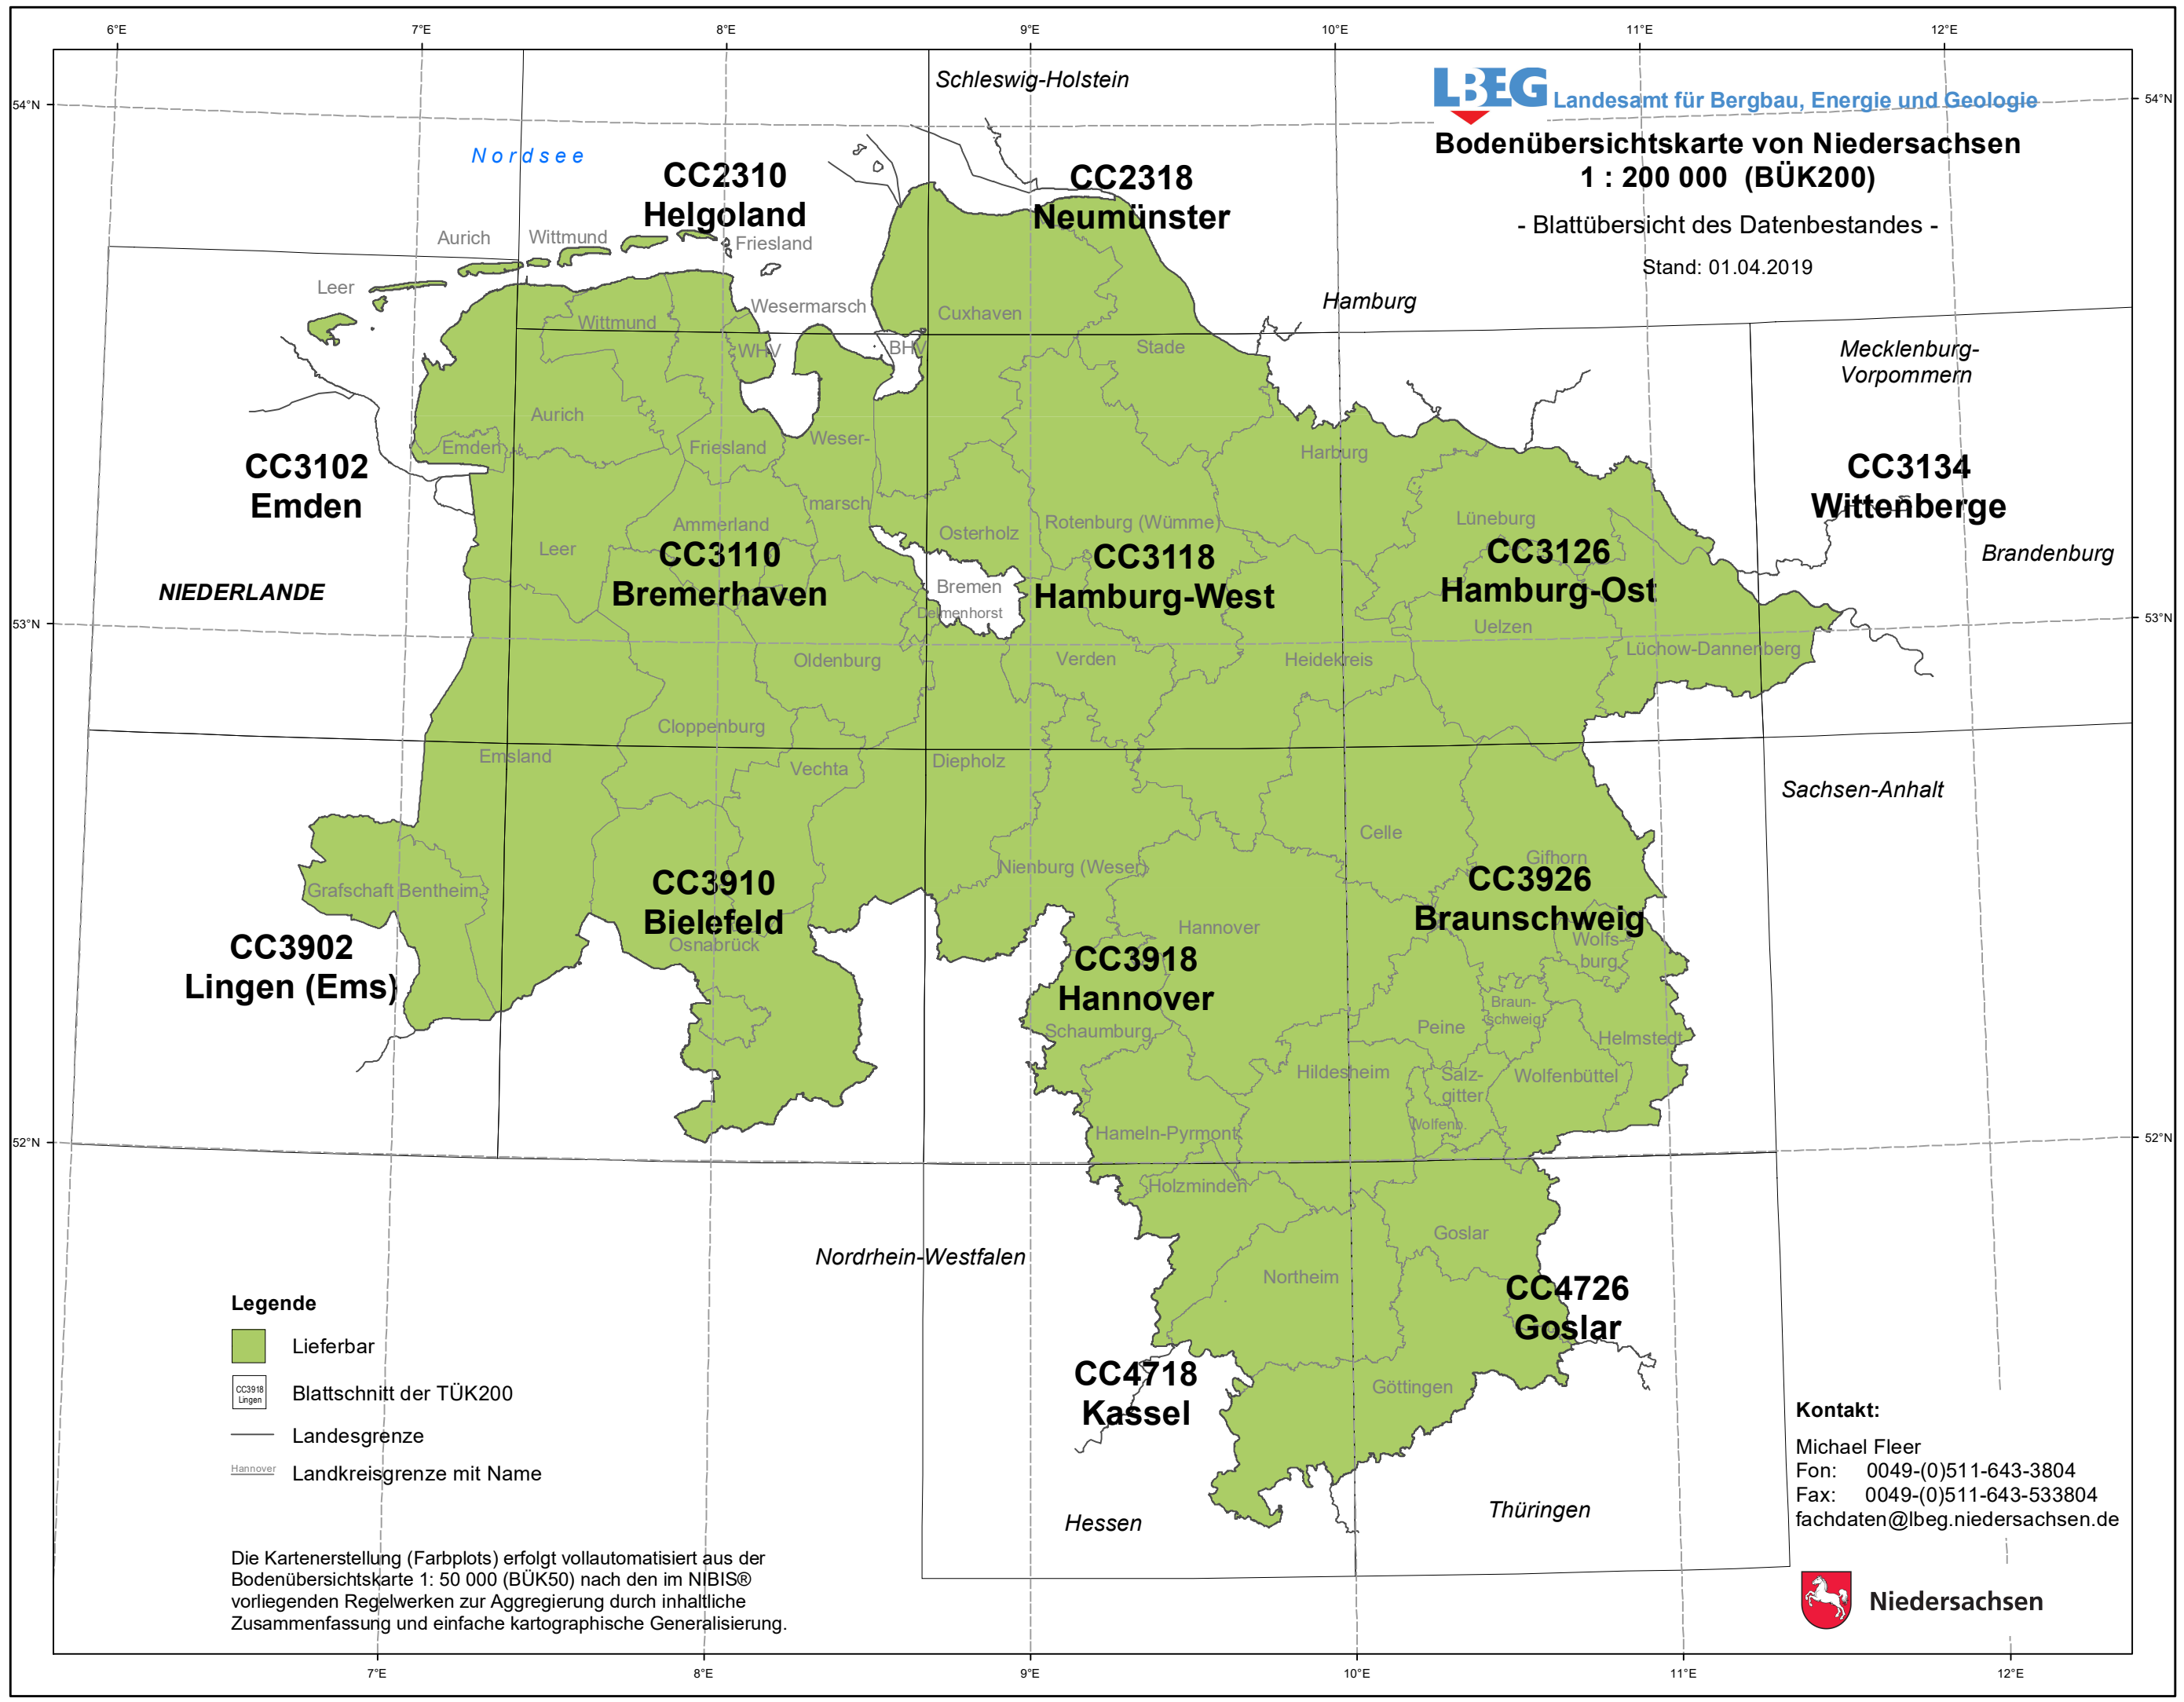 6°E 7°E 8°E 9°E 10°E 11°E 12°E
54°N 54°N
Schleswig-Holstein
LBEG Landesamt für Bergbau, Energie und Geologie
Bodenübersichtskarte von Niedersachsen
1 : 200 000 (BÜK200)
- Blattübersicht des Datenbestandes -
Stand: 01.04.2019
Nordsee
CC2310
Helgoland
CC2318
Neumünster
Aurich
Wittmund
Friesland
Leer
Wesermarsch
Hamburg
Cuxhaven
Wittmund
WHV
BHV
Stade
Mecklenburg-
Vorpommern
Aurich
Emden
Friesland
Weser-
marsch
Harburg
CC3102
Emden
CC3134
Wittenberge
Brandenburg
Ammerland
Osterholz
Rotenburg (Wümme)
Lüneburg
Leer
CC3110
Bremerhaven
CC3118
Hamburg-West
CC3126
Hamburg-Ost
NIEDERLANDE
Bremen
Delmenhorst
53°N 53°N
Uelzen
Oldenburg
Verden
Heidekreis
Lüchow-Dannenberg
Cloppenburg
Emsland
Vechta
Diepholz
Sachsen-Anhalt
Celle
Nienburg (Weser)
Gifhorn
Grafschaft Bentheim
CC3910
Bielefeld
CC3926
Braunschweig
Osnabrück
Hannover
Wolfs-
burg
CC3902
Lingen (Ems)
CC3918
Hannover
Braun-
schweig
Schaumburg
Peine
Helmstedt
Hildesheim
Salz-
gitter
Wolfenbüttel
Hameln-Pyrmont
Wolfenb.
52°N 52°N
Holzminden
Goslar
Nordrhein-Westfalen
Northeim
CC4726
Goslar
CC4718
Kassel
Göttingen
Hessen
Thüringen
Legende
Lieferbar
CC3918
Lingen
Blattschnitt der TÜK200
Landesgrenze
Hannover
Landkreisgrenze mit Name
Die Kartenerstellung (Farbplots) erfolgt vollautomatisiert aus der
Bodenübersichtskarte 1: 50 000 (BÜK50) nach den im NIBIS®
vorliegenden Regelwerken zur Aggregierung durch inhaltliche
Zusammenfassung und einfache kartographische Generalisierung.
Kontakt:
Michael Fleer
Fon: 0049-(0)511-643-3804
Fax: 0049-(0)511-643-533804
fachdaten@lbeg.niedersachsen.de
Niedersachsen
7°E 8°E 9°E 10°E 11°E 12°E